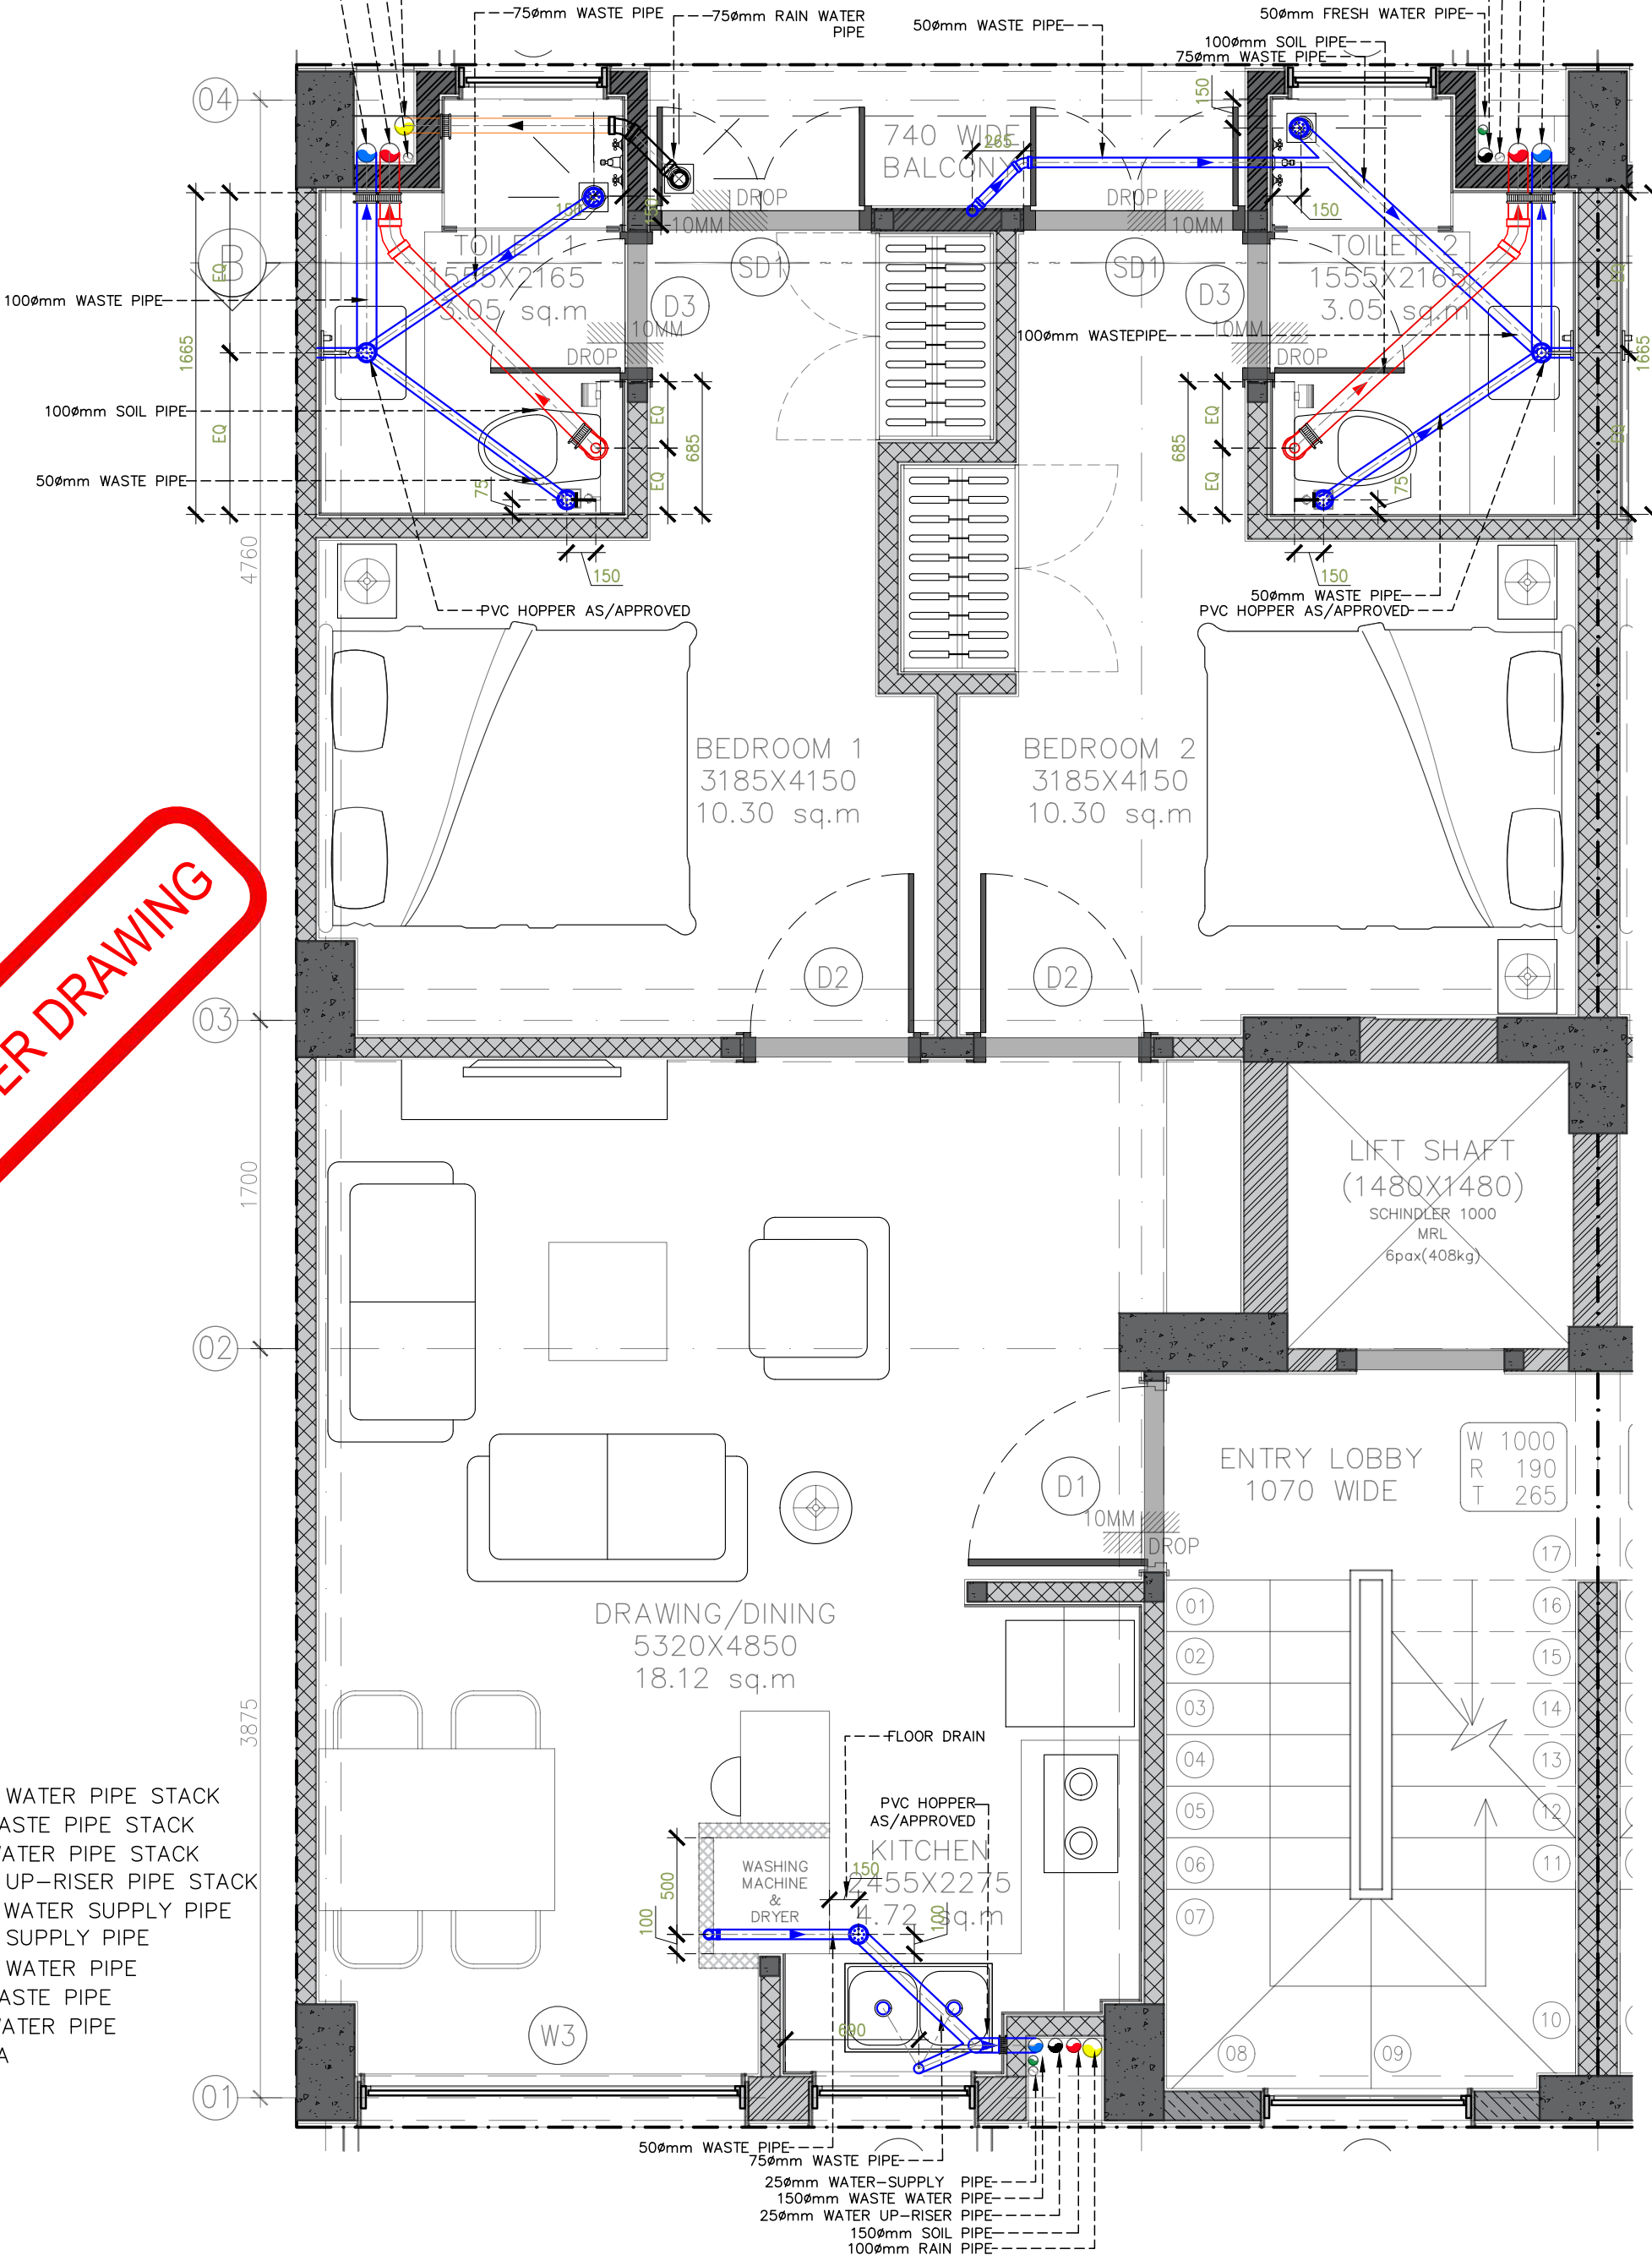 75ømm WASTE PIPE
75ømm RAIN WATER
PIPE
50ømm WASTE PIPE
50ømm FRESH WATER PIPE
100ømm SOIL PIPE
75ømm WASTE PIPE
04
150
740 WIDE
BALCONY
265
DROP
10MM
DROP
10MM
150
150
150
B
TOILET 1
1555X2165
3.05 sq.m
SD1
D3
SD1
D3
TOILET 2
1555X2165
3.05 sq.m
EQ
EQ
100ømm WASTE PIPE
10MM
DROP
100ømm WASTEPIPE
10MM
DROP
1665
1665
100ømm SOIL PIPE
EQ
EQ
EQ
685
685
EQ
EQ
EQ
50ømm WASTE PIPE
75
75
150
150
4760
50ømm WASTE PIPE
PVC HOPPER AS/APPROVED
PVC HOPPER AS/APPROVED
BEDROOM 1
3185X4150
10.30 sq.m
BEDROOM 2
3185X4150
10.30 sq.m
ER DRAWING
D2
D2
03
1700
LIFT SHAFT
(1480X1480)
SCHINDLER 1000
MRL
6pax(408kg)
02
ENTRY LOBBY
1070 WIDE
W 1000
R 190
T 265
D1
10MM
DROP
17
DRAWING/DINING
5320X4850
18.12 sq.m
01
16
02
15
03
14
04
13
05
12
06
11
07
10
08
09
3875
FLOOR DRAIN
PVC HOPPER
AS/APPROVED
KITCHEN
2455X2275
4.72 sq.m
WASHING
MACHINE
&
DRYER
150
500
100
100
690
WATER PIPE STACK
ASTE PIPE STACK
WATER PIPE STACK
UP-RISER PIPE STACK
WATER SUPPLY PIPE
SUPPLY PIPE
WATER PIPE
ASTE PIPE
WATER PIPE
A
W3
01
50ømm WASTE PIPE
75ømm WASTE PIPE
25ømm WATER-SUPPLY PIPE
150ømm WASTE WATER PIPE
25ømm WATER UP-RISER PIPE
150ømm SOIL PIPE
100ømm RAIN PIPE